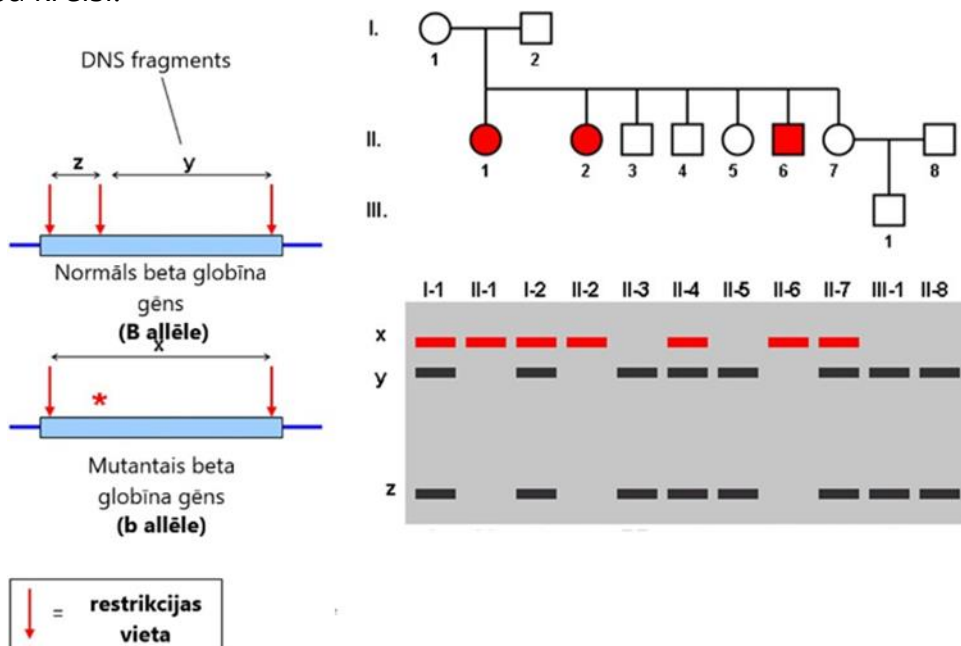 DNS fragments
z
y
Normāls beta globīna
gēns
(B allēle)
x
*
Mutantais beta
globīna gēns
(b allēle)
= restrikcijas
vieta
I.
1 2
II.
1 2 3 4 5 6 7 8
III.
1
I-1 II-1 I-2 II-2 II-3 II-4 II-5 II-6 II-7 III-1 II-8
x
y
z